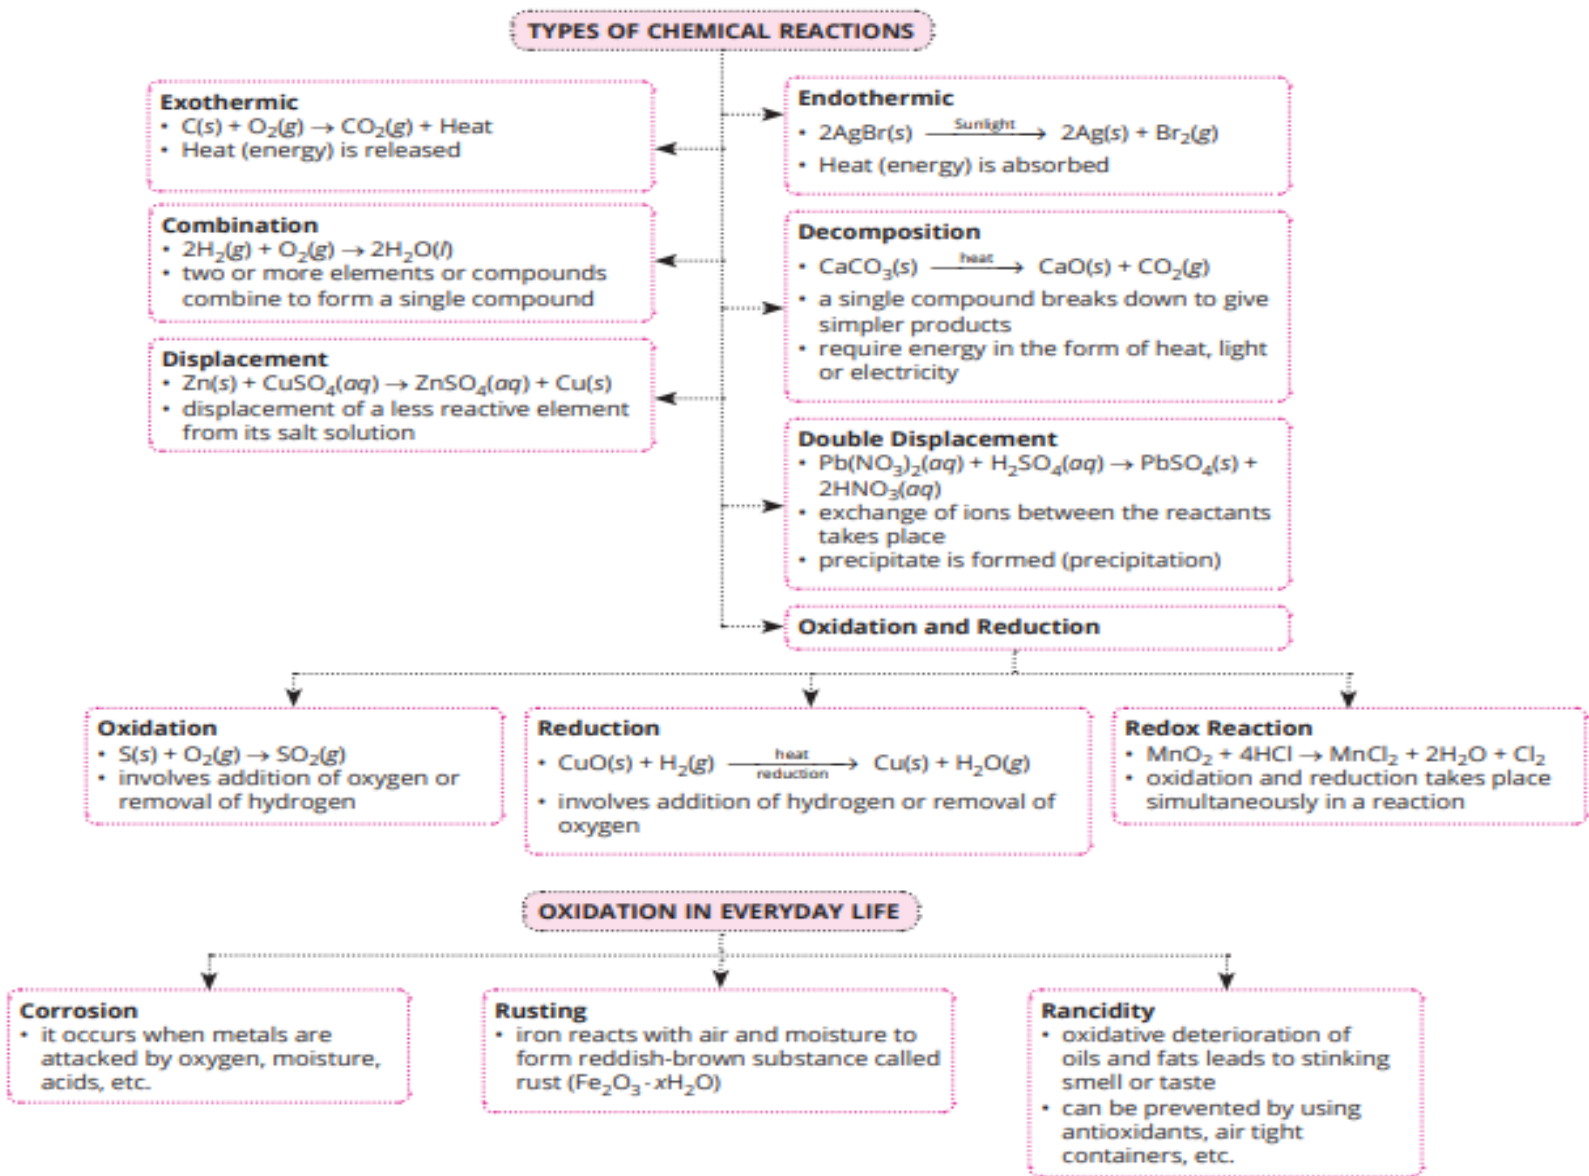 TYPES OF CHEMICAL REACTIONS
Exothermic
• C(s) + O₂(g) → CO₂(g) + Heat
• Heat (energy) is released
Endothermic
• 2AgBr(s) —Sunlight→ 2Ag(s) + Br₂(g)
• Heat (energy) is absorbed
Combination
• 2H₂(g) + O₂(g) → 2H₂O(l)
• two or more elements or compounds
combine to form a single compound
Decomposition
• CaCO₃(s) —heat→ CaO(s) + CO₂(g)
• a single compound breaks down to give
simpler products
• require energy in the form of heat, light
or electricity
Displacement
• Zn(s) + CuSO₄(aq) → ZnSO₄(aq) + Cu(s)
• displacement of a less reactive element
from its salt solution
Double Displacement
• Pb(NO₃)₂(aq) + H₂SO₄(aq) → PbSO₄(s) +
2HNO₃(aq)
• exchange of ions between the reactants
takes place
• precipitate is formed (precipitation)
Oxidation and Reduction
Oxidation
• S(s) + O₂(g) → SO₂(g)
• involves addition of oxygen or
removal of hydrogen
Reduction
• CuO(s) + H₂(g) —heat reduction→ Cu(s) + H₂O(g)
• involves addition of hydrogen or removal of
oxygen
Redox Reaction
• MnO₂ + 4HCl → MnCl₂ + 2H₂O + Cl₂
• oxidation and reduction takes place
simultaneously in a reaction
OXIDATION IN EVERYDAY LIFE
Corrosion
• it occurs when metals are
attacked by oxygen, moisture,
acids, etc.
Rusting
• iron reacts with air and moisture to
form reddish-brown substance called
rust (Fe₂O₃·xH₂O)
Rancidity
• oxidative deterioration of
oils and fats leads to stinking
smell or taste
• can be prevented by using
antioxidants, air tight
containers, etc.